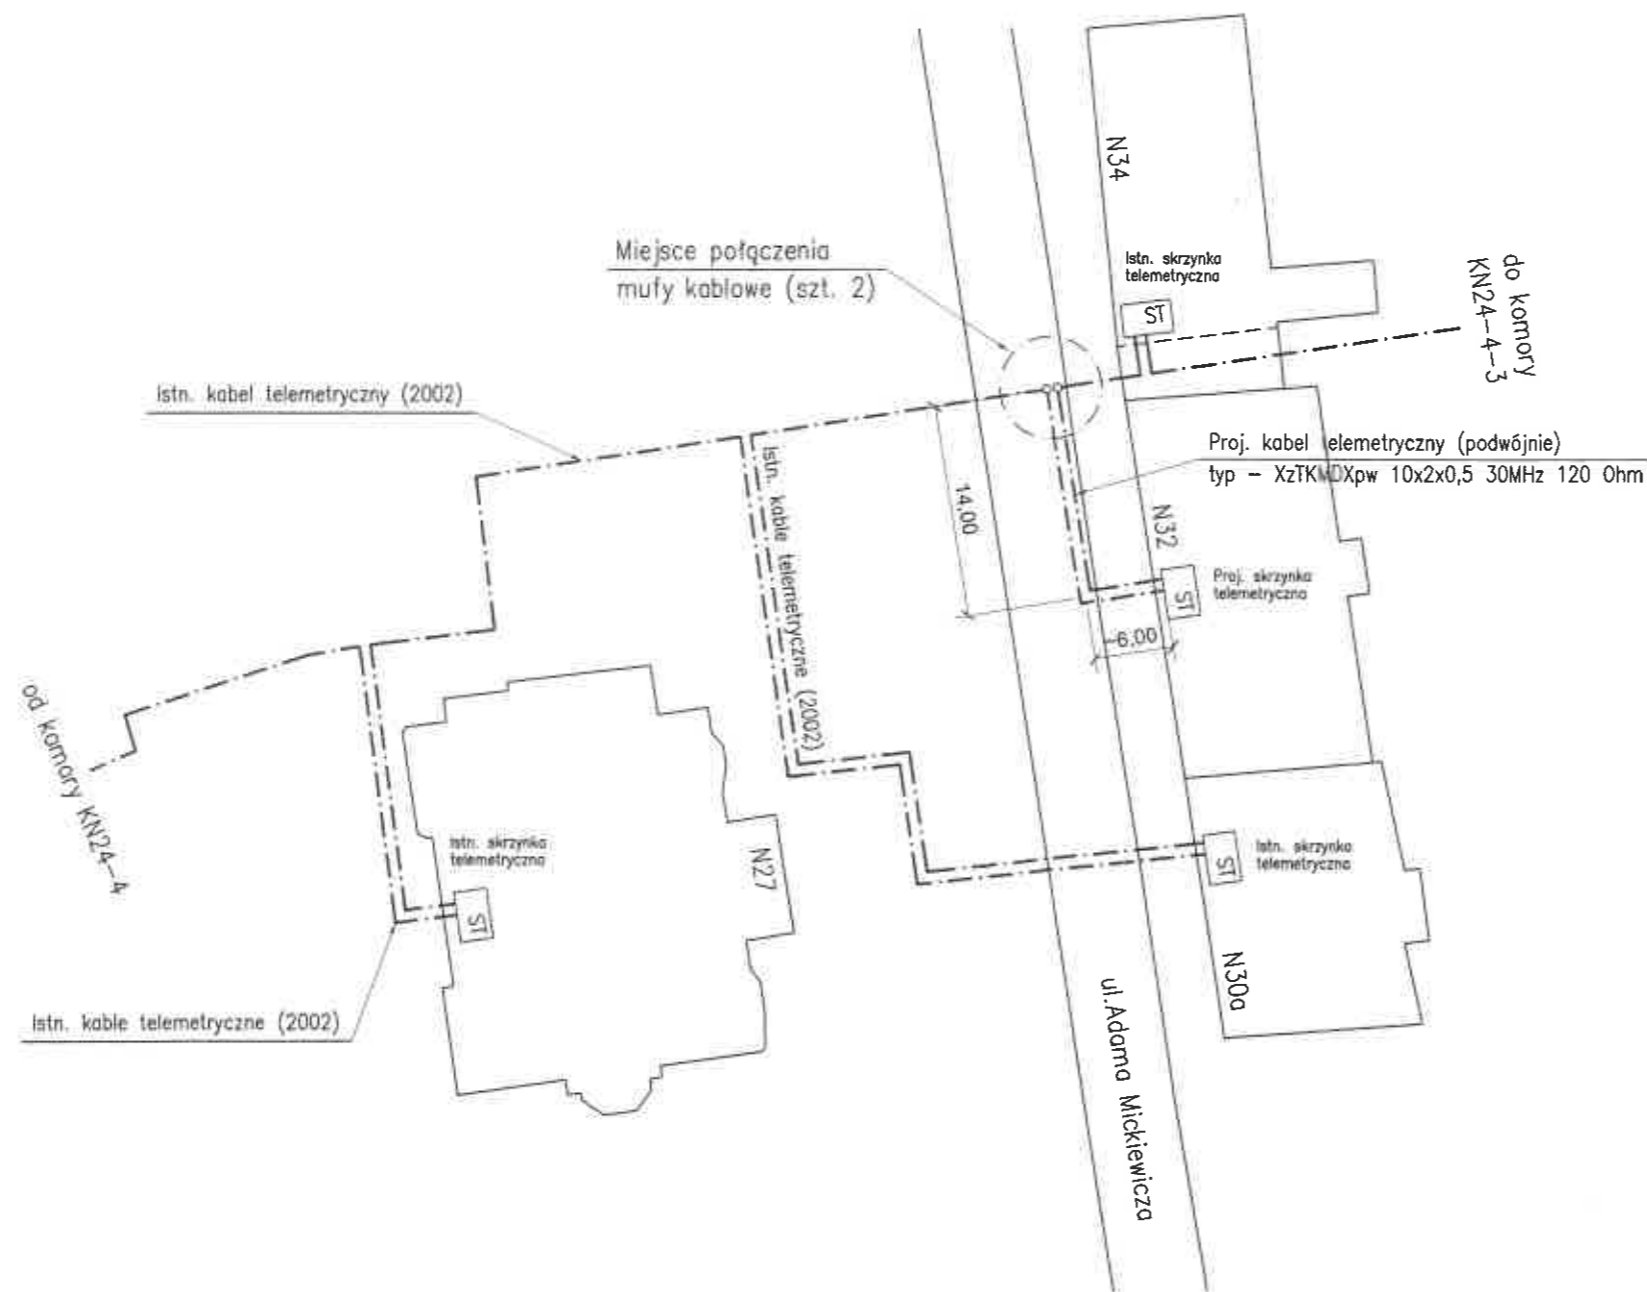 N34
Istn. skrzynka
telemetryczna
ST
do komory
KN24-4-3
Miejsce połączenia
mufy kablowe (szt. 2)
Istn. kabel telemetryczny (2002)
Proj. kabel elemetryczny (podwójnie)
typ - XzTKMDXpw 10x2x0,5 30MHz 120 Ohm
14,00
N32
Istn. kable telemetryczne (2002)
Proj. skrzynka
telemetryczna
ST
6,00
od komory KN24-4
Istn. skrzynka
telemetryczna
ST
N27
Istn. skrzynka
telemetryczna
ST
N30a
Istn. kable telemetryczne (2002)
ul.Adama Mickiewicza